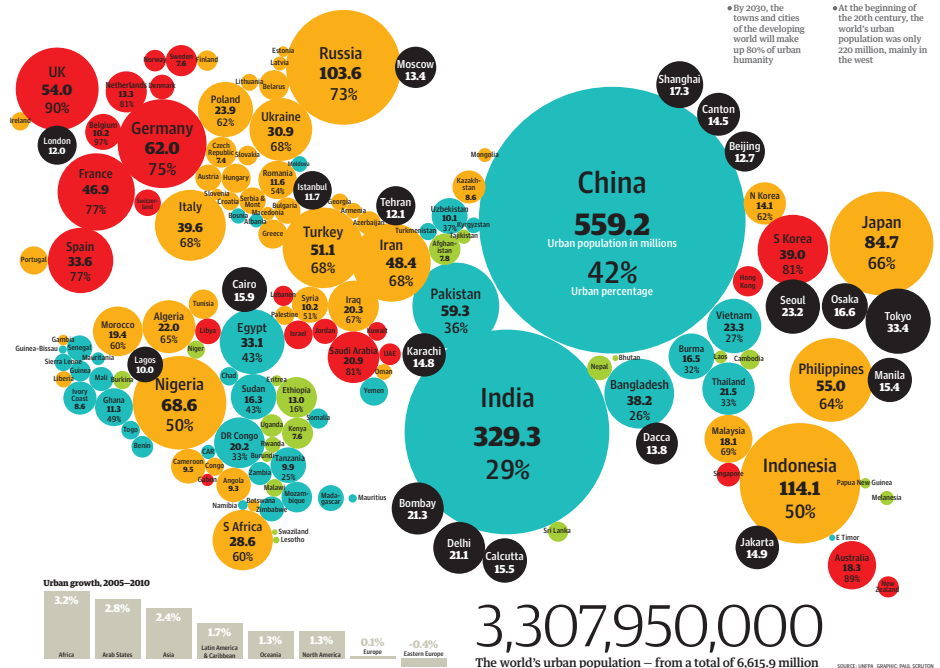 • By 2030, the
towns and cities
of the developing
world will make
up 80% of urban
humanity
• At the beginning of
the 20th century, the
world's urban
population was only
220 million, mainly in
the west
UK
54.0
90%
Norway
Sweden
7.6
Finland
Estonia
Latvia
Lithuania
Belarus
Russia
103.6
73%
Moscow
13.4
Netherlands
13.3
81%
Denmark
Ireland
London
12.0
Belgium
10.2
97%
Germany
62.0
75%
Poland
23.9
62%
Ukraine
30.9
68%
Czech
Republic
7.4
Slovakia
Moldova
France
46.9
77%
Austria
Hungary
Romania
11.6
54%
Istanbul
11.7
Slovenia
Croatia
Serbia &
Mont
Bulgaria
Bosnia
Macedonia
Albania
Greece
Italy
39.6
68%
Spain
33.6
77%
Portugal
Georgia
Armenia
Azerbaijan
Turkey
51.1
68%
Tehran
12.1
Iran
48.4
68%
Mongolia
Kazakh-
stan
8.6
Uzbekistan
10.1
37%
Kyrgyzstan
Turkmenistan
Tajikistan
Afghan-
istan
7.8
Shanghai
17.3
Canton
14.5
Beijing
12.7
China
559.2
Urban population in millions
42%
Urban percentage
N Korea
14.1
62%
S Korea
39.0
81%
Japan
84.7
66%
Hong
Kong
Seoul
23.2
Osaka
16.6
Tokyo
33.4
Cairo
15.9
Lebanon
Palestine
Syria
10.2
51%
Iraq
20.3
67%
Kuwait
Israel
Jordan
Saudi Arabia
20.9
81%
UAE
Oman
Yemen
Pakistan
59.3
36%
Karachi
14.8
Morocco
19.4
60%
Algeria
22.0
65%
Tunisia
Libya
Egypt
33.1
43%
Niger
Gambia
Senegal
Guinea-Bissau
Mauritania
Sierra Leone
Guinea
Liberia
Mali
Burkina
Ivory
Coast
8.6
Ghana
11.3
49%
Togo
Benin
Lagos
10.0
Nigeria
68.6
50%
Chad
Eritrea
Sudan
16.3
43%
Ethiopia
13.0
16%
Somalia
Uganda
Kenya
7.6
Rwanda
Burundi
DR Congo
20.2
33%
Tanzania
9.9
25%
CAR
Congo
Cameroon
9.5
Gabon
Angola
9.3
Zambia
Malawi
Mozam-
bique
Mada-
gascar
Mauritius
Namibia
Botswana
Zimbabwe
S Africa
28.6
60%
Swaziland
Lesotho
India
329.3
29%
Nepal
Bhutan
Bangladesh
38.2
26%
Dacca
13.8
Bombay
21.3
Delhi
21.1
Calcutta
15.5
Sri Lanka
Vietnam
23.3
27%
Burma
16.5
32%
Laos
Cambodia
Thailand
21.5
33%
Malaysia
18.1
69%
Singapore
Philippines
55.0
64%
Manila
15.4
Indonesia
114.1
50%
Papua New Guinea
Melanesia
Jakarta
14.9
E Timor
Australia
18.3
89%
New
Zealand
Urban growth, 2005—2010
3.2%
2.8%
2.4%
1.7%
1.3%
1.3%
0.1%
-0.4%
Africa
Arab States
Asia
Latin America
& Caribbean
Oceania
North America
Europe
Eastern Europe
3,307,950,000
The world's urban population — from a total of 6,615.9 million
SOURCE: UNFPA. GRAPHIC: PAUL SCRUTON